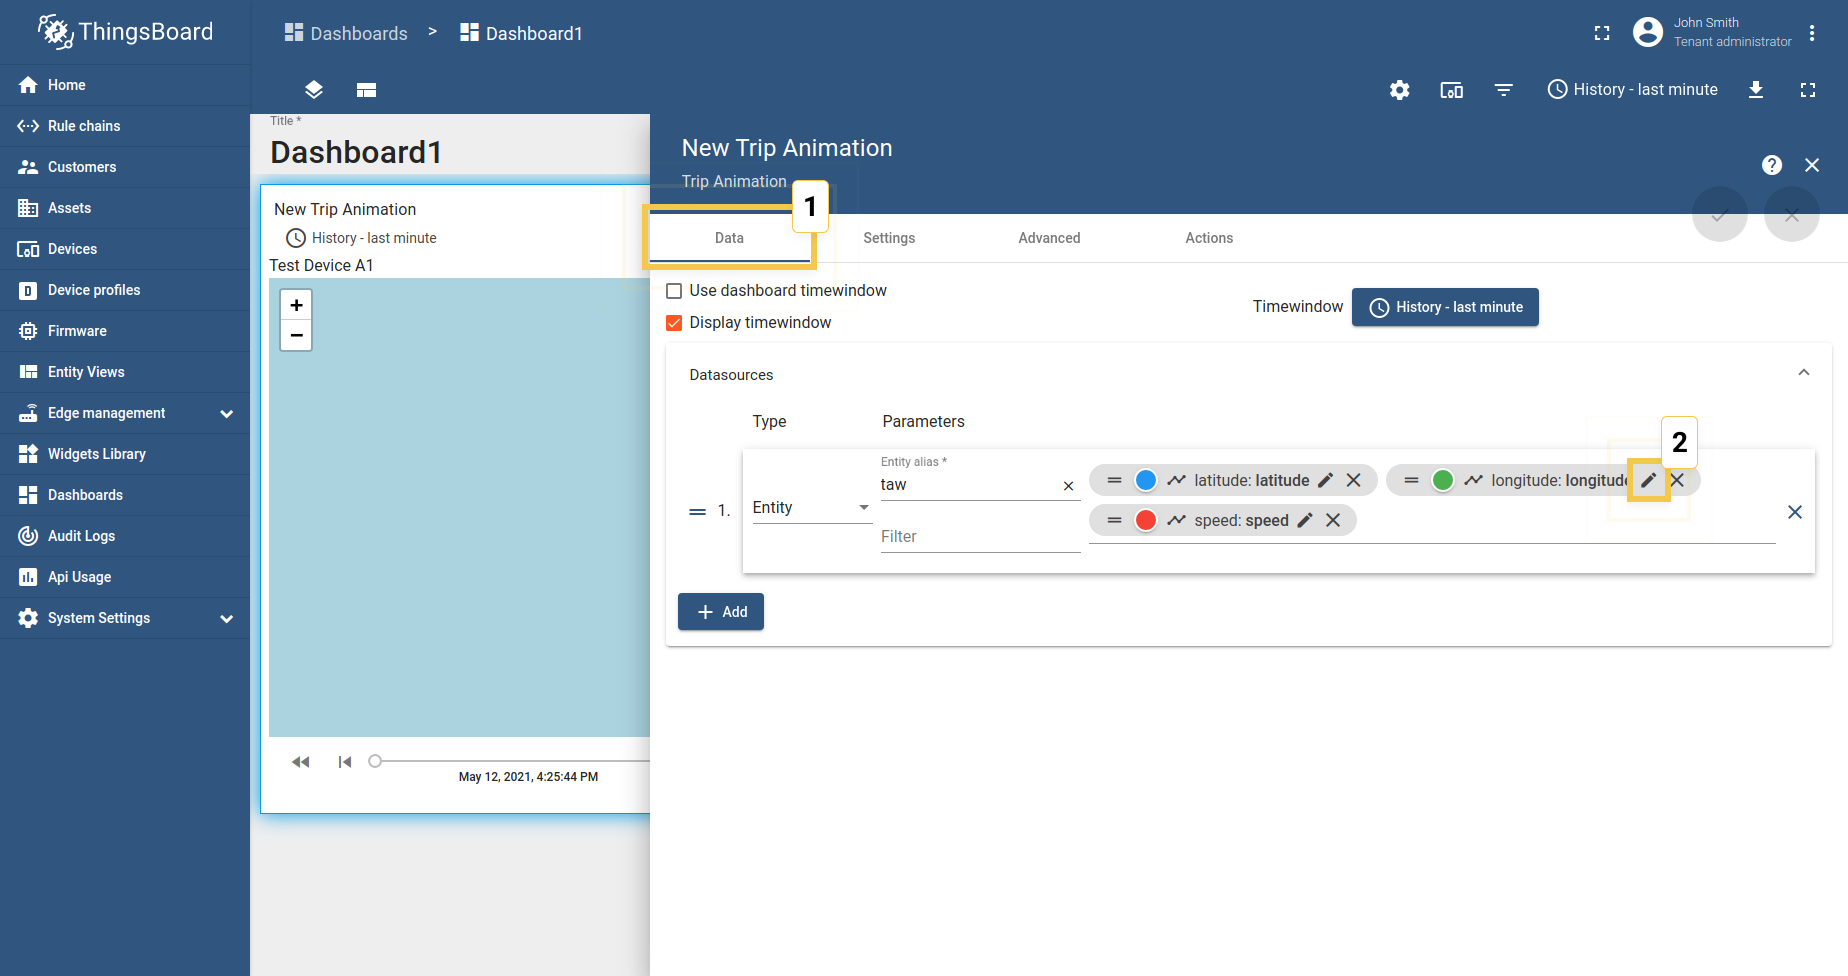 ThingsBoard
Dashboards > Dashboard1
John Smith
Tenant administrator
Home
Rule chains
Customers
Assets
Devices
Device profiles
Firmware
Entity Views
Edge management
Widgets Library
Dashboards
Audit Logs
Api Usage
System Settings
History - last minute
Title *
Dashboard1
New Trip Animation
History - last minute
Test Device A1
+
−
May 12, 2021, 4:25:44 PM
New Trip Animation
Trip Animation
?
1
Data Settings Advanced Actions
Use dashboard timewindow
Display timewindow
Timewindow History - last minute
Datasources
Type Parameters
2
1. Entity
Entity alias *
taw
Filter
latitude: latitude
longitude: longitude
speed: speed
+ Add